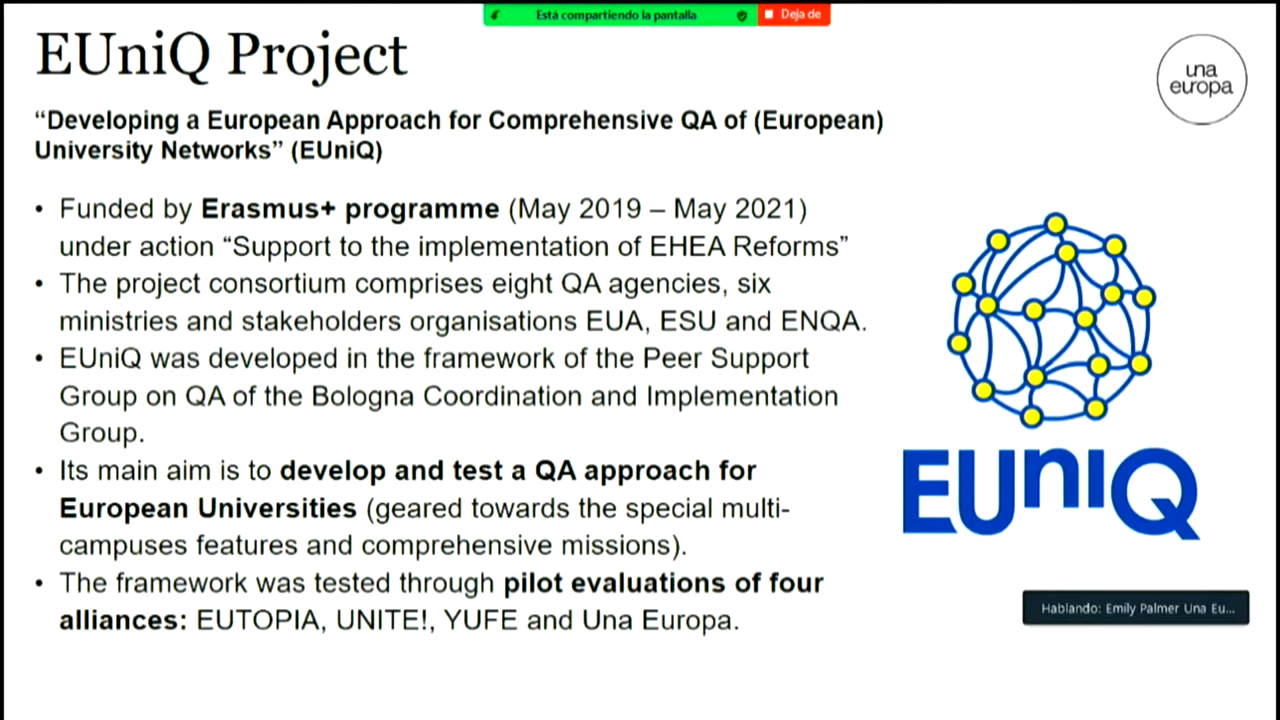 Está compartiendo la pantalla
Deja de
EUniQ Project
una
europa
“Developing a European Approach for Comprehensive QA of (European)
University Networks” (EUniQ)
• Funded by Erasmus+ programme (May 2019 – May 2021)
under action “Support to the implementation of EHEA Reforms”
• The project consortium comprises eight QA agencies, six
ministries and stakeholders organisations EUA, ESU and ENQA.
• EUniQ was developed in the framework of the Peer Support
Group on QA of the Bologna Coordination and Implementation
Group.
• Its main aim is to develop and test a QA approach for
European Universities (geared towards the special multi-
campuses features and comprehensive missions).
• The framework was tested through pilot evaluations of four
alliances: EUTOPIA, UNITE!, YUFE and Una Europa.
EUnIQ
Hablando: Emily Palmer Una Eu...